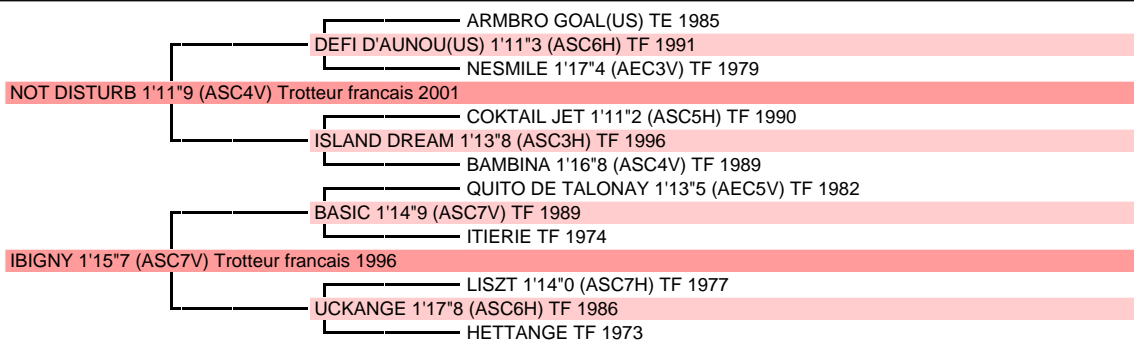 ARMBRO GOAL(US) TE 1985
DEFI D'AUNOU(US) 1'11"3 (ASC6H) TF 1991
NESMILE 1'17"4 (AEC3V) TF 1979
NOT DISTURB 1'11"9 (ASC4V) Trotteur francais 2001
COKTAIL JET 1'11"2 (ASC5H) TF 1990
ISLAND DREAM 1'13"8 (ASC3H) TF 1996
BAMBINA 1'16"8 (ASC4V) TF 1989
QUITO DE TALONAY 1'13"5 (AEC5V) TF 1982
BASIC 1'14"9 (ASC7V) TF 1989
ITIERIE TF 1974
IBIGNY 1'15"7 (ASC7V) Trotteur francais 1996
LISZT 1'14"0 (ASC7H) TF 1977
UCKANGE 1'17"8 (ASC6H) TF 1986
HETTANGE TF 1973